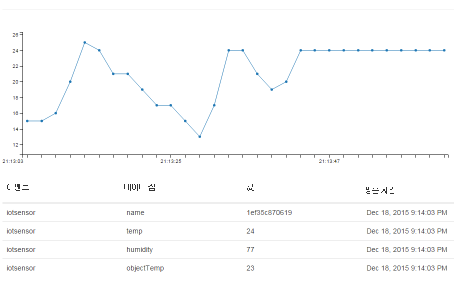 26
24
22
20
18
16
14
12
21:13:03 21:13:25 21:13:47
이벤트 데이터 점 값 받은 시간
iotsensor name 1ef35c870619 Dec 18, 2015 9:14:03 PM
iotsensor temp 24 Dec 18, 2015 9:14:03 PM
iotsensor humidity 77 Dec 18, 2015 9:14:03 PM
iotsensor objectTemp 23 Dec 18, 2015 9:14:03 PM